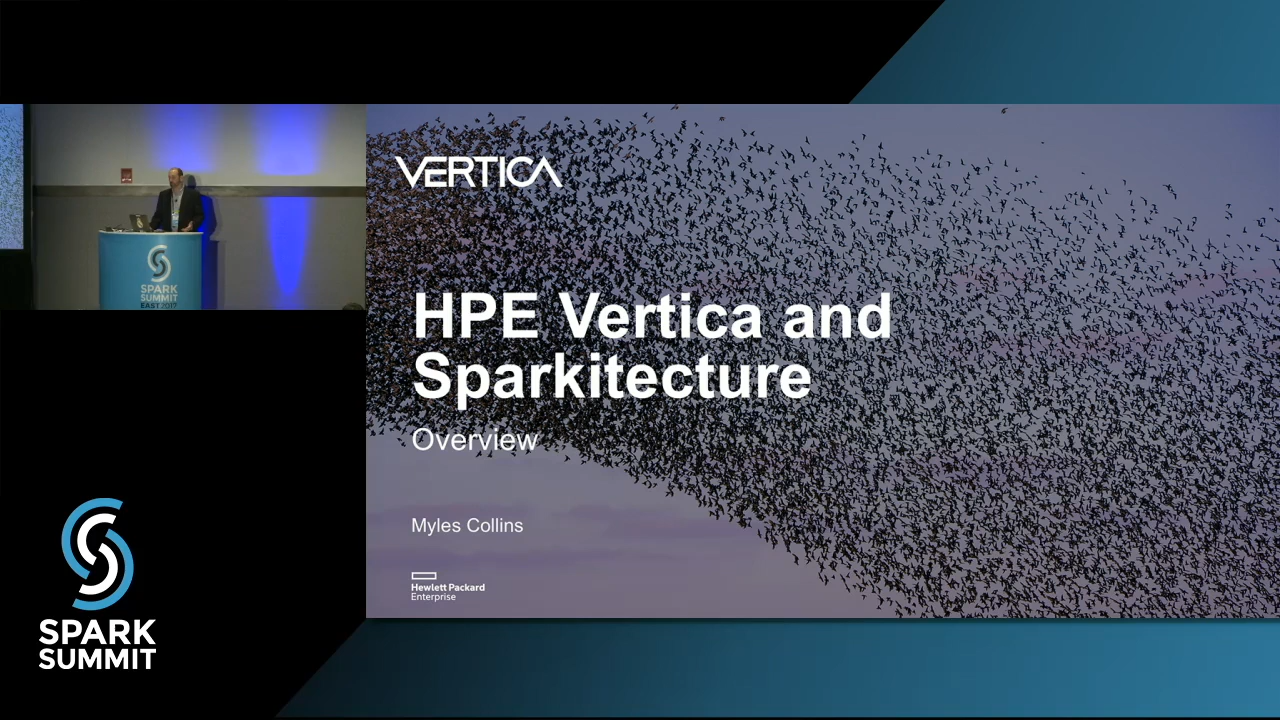 SPARK
SUMMIT
EAST 2017
VERTICA
HPE Vertica and
Sparkitecture
Overview
Myles Collins
Hewlett Packard
Enterprise
SPARK
SUMMIT